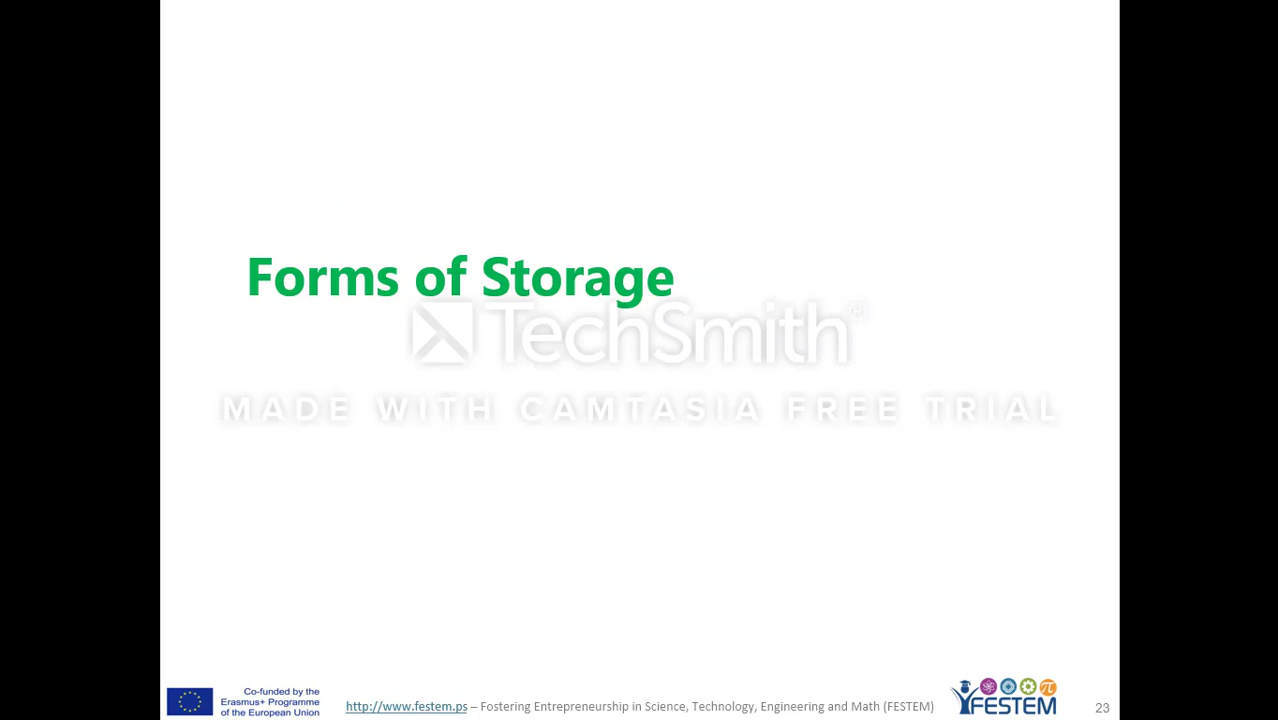 Forms of Storage
TechSmith®
MADE WITH CAMTASIA FREE TRIAL
Co-funded by the
Erasmus+ Programme
of the European Union
http://www.festem.ps – Fostering Entrepreneurship in Science, Technology, Engineering and Math (FESTEM)
π
FESTEM
23